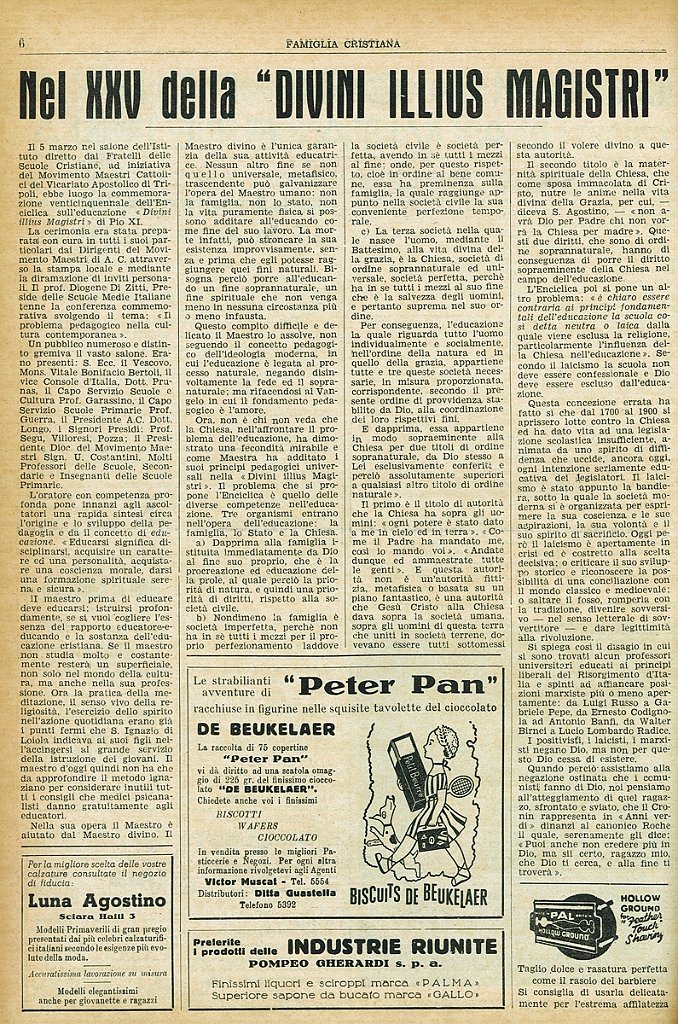 6
FAMIGLIA CRISTIANA
Nel XXV della "DIVINI ILLIUS MAGISTRI"
Il 5 marzo nel salone dell'Isti-
tuto diretto dai Fratelli delle
Scuole Cristiane, ad iniziativa
del Movimento Maestri Cattoli-
ci del Vicariato Apostolico di Tri-
poli, ebbe luogo la commemora-
zione venticinquennale dell'En-
ciclica sull'educazione «Divini
illius Magistri» di Pio XI.
La cerimonia era stata prepa-
rata con cura in tutti i suoi par-
ticolari dai Dirigenti del Movi-
mento Maestri di A. C. attraver-
so la stampa locale e mediante
la diramazione di inviti persona-
li. Il prof. Diogene Di Zitti, Pre-
side delle Scuole Medie Italiane
tenne la conferenza commemo-
rativa svolgendo il tema: «Il
problema pedagogico nella cul-
tura contemporanea».
Un pubblico numeroso e distin-
to gremiva il vasto salone. Era-
no presenti: S. Ecc. il Vescovo,
Mons. Vitale Bonifacio Bertoli, il
vice Console d'Italia, Dott. Pru-
nas, il Capo Servizio Scuole e
Cultura Prof. Garassino, il Capo
Servizio Scuole Primarie Prof.
Guerra, il Presidente A.C. Dott.
Longo, i Signori Presidi: Prof.
Segù, Villoresi, Pozza; il Presi-
dente Dioc. del Movimento Mae-
stri Sig. U. Costantini, Molti
Professori delle Scuole, Secon-
darie e Insegnanti delle Scuole
Primarie.
L'oratore con competenza pro-
fonda pone innanzi agli ascol-
tatori una rapida sintesi circa
l'origine e lo sviluppo della pe-
dagogia e da il concetto di edu-
cazione. «Educarsi significa di-
sciplinarsi, acquisire un caratte-
re ed una personalità, acquista-
re una coscienza morale, darsi
una formazione spirituale sere-
na e sicura».
Il maestro prima di educare
deve educarsi; istruirsi profon-
damente, se si vuol cogliere l'es-
senza del rapporto educatore-e-
ducando e la sostanza dell'edu-
cazione cristiana. Se il maestro
non studia molto e costante-
mente resterà un superficiale,
non solo nel mondo della cultu-
ra, ma anche nella sua profes-
sione. Ora la pratica della me-
ditazione, il senso vivo della re-
ligiosità, l'esercizio dello spirito
nell'azione quotidiana erano già
i punti fermi che S. Ignazio di
Loiola indicava ai suoi figli nel-
l'accingersi al grande servizio
della istruzione dei giovani. Il
maestro d'oggi quindi non ha che
da approfondire il metodo igna-
ziano per considerare inutili tut-
ti i consigli che medici psicana-
listi danno gratuitamente agli
educatori.
Nella sua opera il Maestro è
aiutato dal Maestro divino. Il
Maestro divino è l'unica garan-
zia della sua attività educatri-
ce. Nessun altro fine se non
quello universale, metafisico,
trascendente può galvanizzare
l'opera del Maestro umano: non
la famiglia, non lo stato, non
la vita puramente fisica si pos-
sono additare all'educando co-
me fine del suo lavoro. La mor-
te infatti, può stroncare la sua
esistenza improvvisamente, sen-
za e prima che egli potesse rag-
giungere quei fini naturali. Bi-
sogna perciò porre all'educan-
do un fine sopranaturale, un
fine spirituale che non venga
meno in nessuna circostanza più
o meno infausta.
Questo compito difficile e de-
licato il Maestro lo assolve, non
seguendo il concetto pedagogi-
co dell'ideologia moderna, in
cui l'educazione è legata al pro-
cesso naturale, negando disin-
voltamente la fede ed il sopra-
naturale; ma rifacendosi al Van-
gelo in cui il fondamento peda-
gogico è l'amore.
Ora, non è chi non veda che
la Chiesa, nell'affrontare il pro-
blema dell'educazione, ha dimo-
strato una fecondità mirabile e
come Maestra ha additato i
suoi principi pedagogici univer-
sali nella «Divini illius Magi-
stri» Il problema che si pro-
pone l'Enciclica è quello delle
diverse competenze nell'educa-
zione. Tre organismi entrano
nell'opera dell'educazione: la
famiglia, lo Stato e la Chiesa.
a) Dapprima alla famiglia i-
stituita immediatamente da Dio
al fine suo proprio, che è la
procreazione ed educazione del-
la prole, al quale perciò la prio-
rità di natura, e quindi una prio-
rità di diritti, rispetto alla so-
cietà civile.
b) Nondimeno la famiglia è
società imperfetta, perchè non
ha in sè tutti i mezzi per il pro-
prio perfezionamento laddove
la società civile è società per-
fetta, avendo in sè tutti i mezzi
al fine; onde, per questo rispet-
to, cioè in ordine al bene comu-
ne, essa ha preminenza sulla
famiglia, la quale raggiunge ap-
punto nella società civile la sua
conveniente perfezione tempo-
rale.
c) La terza società nella qua-
le nasce l'uomo, mediante il
Battesimo, alla vita divina del-
la grazia, è la Chiesa, società di
ordine sopranaturale ed uni-
versale, società perfetta, perchè
ha in se tutti i mezzi al suo fine
che è la salvezza degli uomini,
e pertanto suprema nel suo or-
dine.
Per conseguenza, l'educazione
la quale riguarda tutto l'uomo
individualmente e socialmente,
nell'ordine della natura ed in
quello della grazia, appartiene
a tutte e tre queste società neces-
sarie, in misura proporzionata,
corrispondente, secondo il pre-
sente ordine di provvidenza sta-
bilito da Dio, alla coordinazione
dei loro rispettivi fini.
E dapprima, essa appartiene
in modo sopraeminente alla
Chiesa per due titoli di ordine
sopranaturale, da Dio stesso a
Lei esclusivamente conferiti e
perciò assolutamente superiori
a qualsiasi altro titolo di ordine
naturale».
Il primo è il titolo di autorità
che la Chiesa ha sopra gli uo-
mini: «ogni potere è stato dato
a me in cielo ed in terra». «Co-
me il Padre ha mandato me,
così Io mando voi». «Andate
dunque ed ammaestrate tutte
le genti». E questa autori-
tà non è un'autorità fitti-
zia, metafisica o basata su un
piano fantastico, è una autorità
che Gesù Cristo alla Chiesa
dava sopra la società umana,
sopra gli uomini di questa terra
che uniti in società terrene, do-
vevano essere tutti sottomessi
secondo il volere divino a que-
sta autorità.
Il secondo titolo è la mater-
nità spirituale della Chiesa, che
come sposa immacolata di Cri-
sto, nutre le anime nella vita
divina della Grazia, per cui, —
diceva S. Agostino, — «non a-
vrà Dio per Padre chi non vor-
rà la Chiesa per madre». Que-
sti due diritti, che sono di ordi-
ne sopranaturale, hanno di
conseguenza di porre il diritto
sopraeminente della Chiesa nel
campo dell'educazione.
L'Enciclica poi si pone un al-
tro problema: «è chiaro essere
contraria ai principi fondamen-
tali dell'educazione la scuola co-
sì detta neutra o laica dalla
quale viene esclusa la religione,
particolarmente l'influenza del-
la Chiesa nell'educazione». Se-
condo il laicismo la scuola non
deve essere confessionale e Dio
deve essere escluso dall'educa-
zione.
Questa concezione errata ha
fatto sì che dal 1700 al 1900 si
aprissero lotte contro la Chiesa
ed ha dato vita ad una legisla-
zione scolastica insufficiente, a-
nimata da uno spirito di diffi-
denza che uccide, ancora oggi,
ogni intenzione seriamente edu-
cativa dei legislatori. Il laici-
smo è stato appunto la bandie-
ra, sotto la quale la società mo-
derna si è organizzata per espri-
mere la sua coscienza e le sue
aspirazioni, la sua volontà e il
suo spirito di sacrificio. Oggi pe-
rò il laicismo è apertamente in
crisi ed è costretto alla scelta
decisiva: o criticare il suo svilup-
po storico e riconoscere la pos-
sibilità di una conciliazione con
il mondo classico e medioevale;
o saltare il fosso, romperla con
la tradizione, divenire sovversi-
vo — nel senso letterale di so-
vvertitore — e dare legittimità
alla rivoluzione.
Si spiega così il disagio in cui
si sono trovati alcun professori
universitari educati ai principi
liberali del Risorgimento d'Ita-
lia e spinti ad affiancare posi-
zioni marxiste più o meno aper-
tamente: da Luigi Russo a Ga-
briele Pepe, da Ernesto Codigno-
la ad Antonio Banfi, da Walter
Birnel a Lucio Lombardo Radice.
I positivisfi, i laicisti, i marxi-
sti negano Dio, ma non per que-
sto Dio cessa di esistere.
Quando perciò assistiamo alla
negazione ostinata che i comu-
nisti, fanno di Dio, noi pensiamo
all'atteggiamento di quel ragaz-
zo, sfrontato e sviato, che il Cro-
nin rappresenta in «Anni ver-
di» dinanzi al canonico Roche
il quale, serenamente gli dice:
«Puoi anche non credere più in
Dio, ma sii certo, ragazzo mio,
che Dio ti cerca, e alla fine ti
troverà».
Per la migliore scelta delle vostre
calzature consultate il negozio
di fiducia:
Luna Agostino
Sciara Haiti 3
Modelli Primaverili di gran pregio
presentati dai più celebri calzaturifi-
ci italiani secondo le esigenze più evo-
lute della moda.
Accuratissima lavorazione su misura
Modelli elegantissimi
anche per giovanette e ragazzi
Le strabilianti
avventure di "Peter Pan"
racchiuse in figurine nelle squisite tavolette del cioccolato
DE BEUKELAER
La raccolta di 75 copertine
"Peter Pan"
vi dà diritto ad una scatola omag-
gio di 225 gr. del finissimo ciocco-
lato "DE BEUKELAER".
Chiedete anche voi i finissimi
BISCOTTI
WAFERS
CIOCCOLATO
In vendita presso le migliori Pa-
sticcerie e Negozi. Per ogni altra
informazione rivolgetevi agli Agenti
Victor Muscat - Tel. 5554
Distributori: Ditta Guastella
Telefono 5392
Petit Beurre
BISCUITS DE BEUKELAER
Preferite
i prodotti delle INDUSTRIE RIUNITE
POMPEO GHERARDI s. p. a.
Finissimi liquori e sciroppi marca «PALMA»
Superiore sapone da bucato marca «GALLO»
PAL
HOLLOW GROUND
HOLLOW
GROUND
for "Feather
Touch"
Shaving
Taglio dolce e rasatura perfetta
come il rasoio del barbiere
Si consiglia di usarla delicata-
mente per l'estrema affilatezza